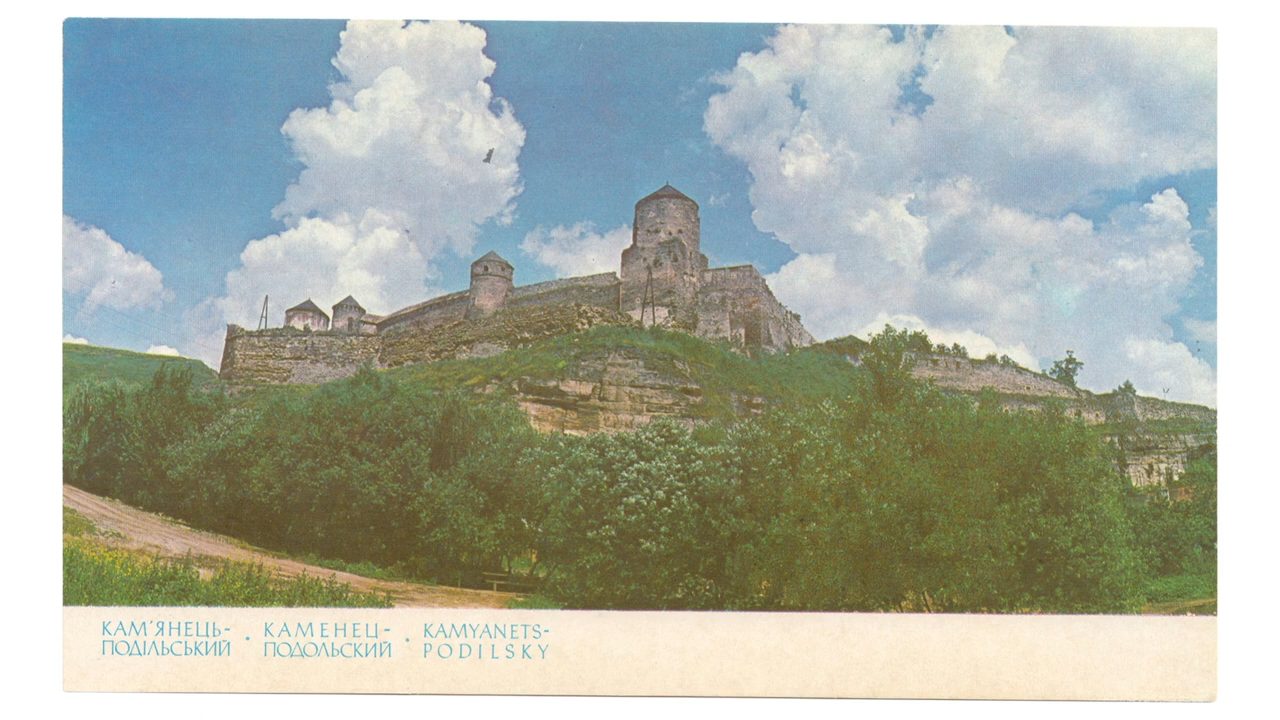 КАМ'ЯНЕЦЬ-
ПОДІЛЬСЬКИЙ
•
КАМЕНЕЦ-
ПОДОЛЬСКИЙ
•
KAMYANETS-
PODILSKY